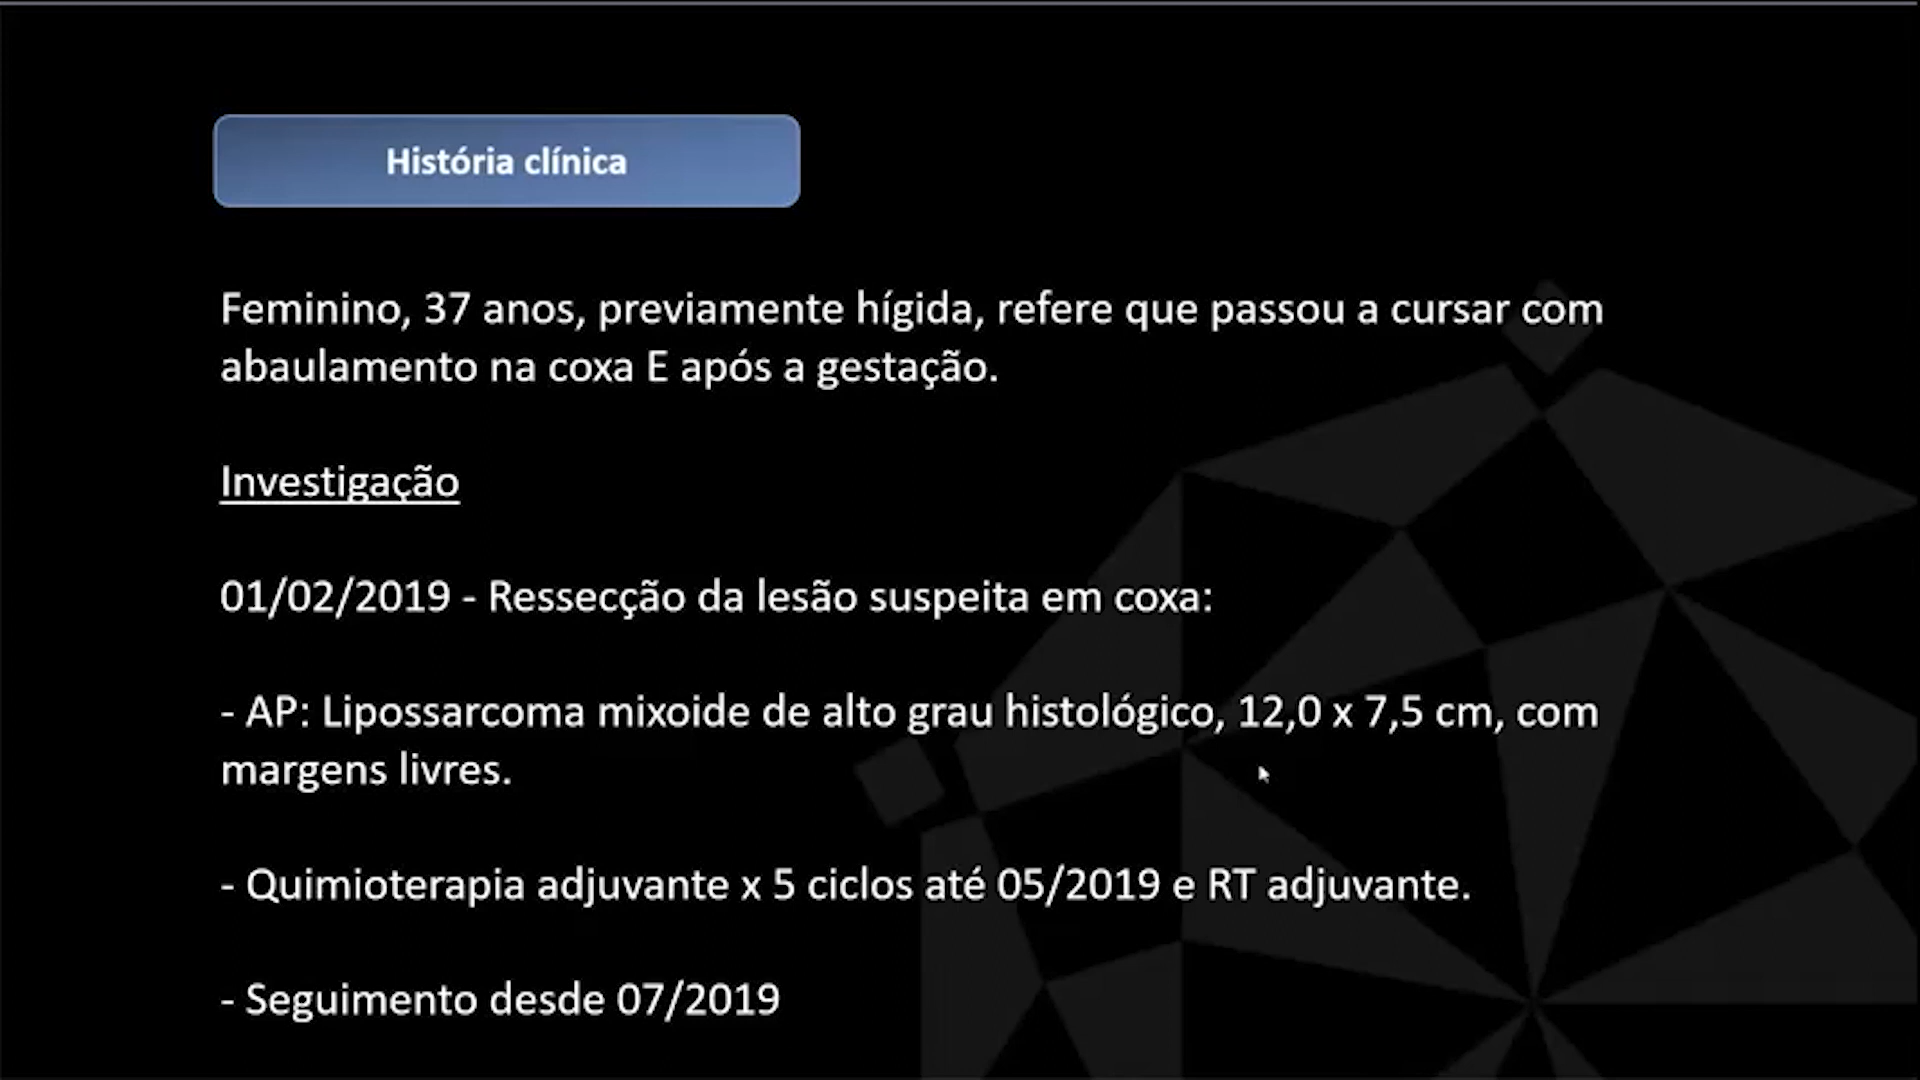 História clínica
Feminino, 37 anos, previamente hígida, refere que passou a cursar com
abaulamento na coxa E após a gestação.
Investigação
01/02/2019 - Ressecção da lesão suspeita em coxa:
- AP: Lipossarcoma mixoide de alto grau histológico, 12,0 x 7,5 cm, com
margens livres.
- Quimioterapia adjuvante x 5 ciclos até 05/2019 e RT adjuvante.
- Seguimento desde 07/2019